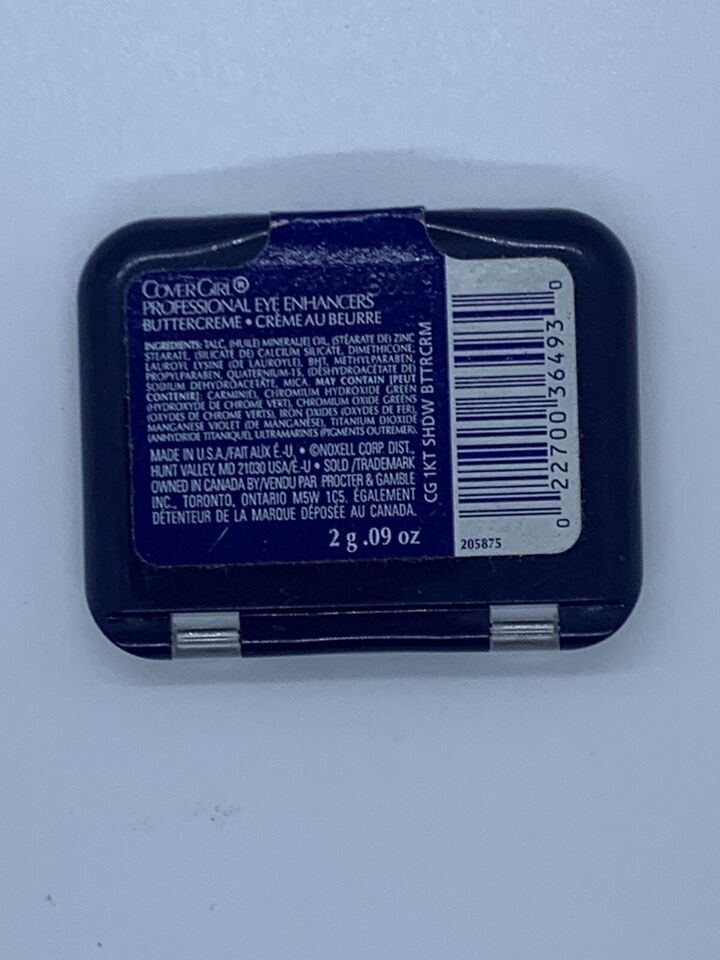 COVERGIRL®
PROFESSIONAL EYE ENHANCERS
BUTTERCREME • CRÈME AU BEURRE
INGREDIENTS: TALC, (HUILE) MINERAL(E) OIL, (STÉARATE DE) ZINC
STEARATE, (SILICATE DE) CALCIUM SILICATE, DIMETHICONE,
LAUROYL LYSINE (DE LAUROYLE), BHT, METHYLPARABEN,
PROPYLPARABEN, QUATERNIUM-15, (DÉSHYDROACÉTATE DE)
SODIUM DEHYDROACETATE, MICA. MAY CONTAIN [PEUT
CONTENIR]: CARMIN(E), CHROMIUM HYDROXIDE GREEN
(HYDROXYDE DE CHROME VERT), CHROMIUM OXIDE GREENS
(OXYDES DE CHROME VERTS), IRON OXIDES (OXYDES DE FER),
MANGANESE VIOLET (DE MANGANÈSE), TITANIUM DIOXIDE
(ANHYDRIDE TITANIQUE), ULTRAMARINES (PIGMENTS OUTREMER).
MADE IN U.S.A./FAIT AUX É.-U. • ©NOXELL CORP. DIST.,
HUNT VALLEY, MD 21030 USA/É.-U • SOLD /TRADEMARK
OWNED IN CANADA BY/VENDU PAR PROCTER & GAMBLE
INC., TORONTO, ONTARIO M5W 1C5. ÉGALEMENT
DÉTENTEUR DE LA MARQUE DÉPOSÉE AU CANADA.
2 g .09 oz
CG 1KT SHDW BTTRCRM
0 22700 36493 0
205875